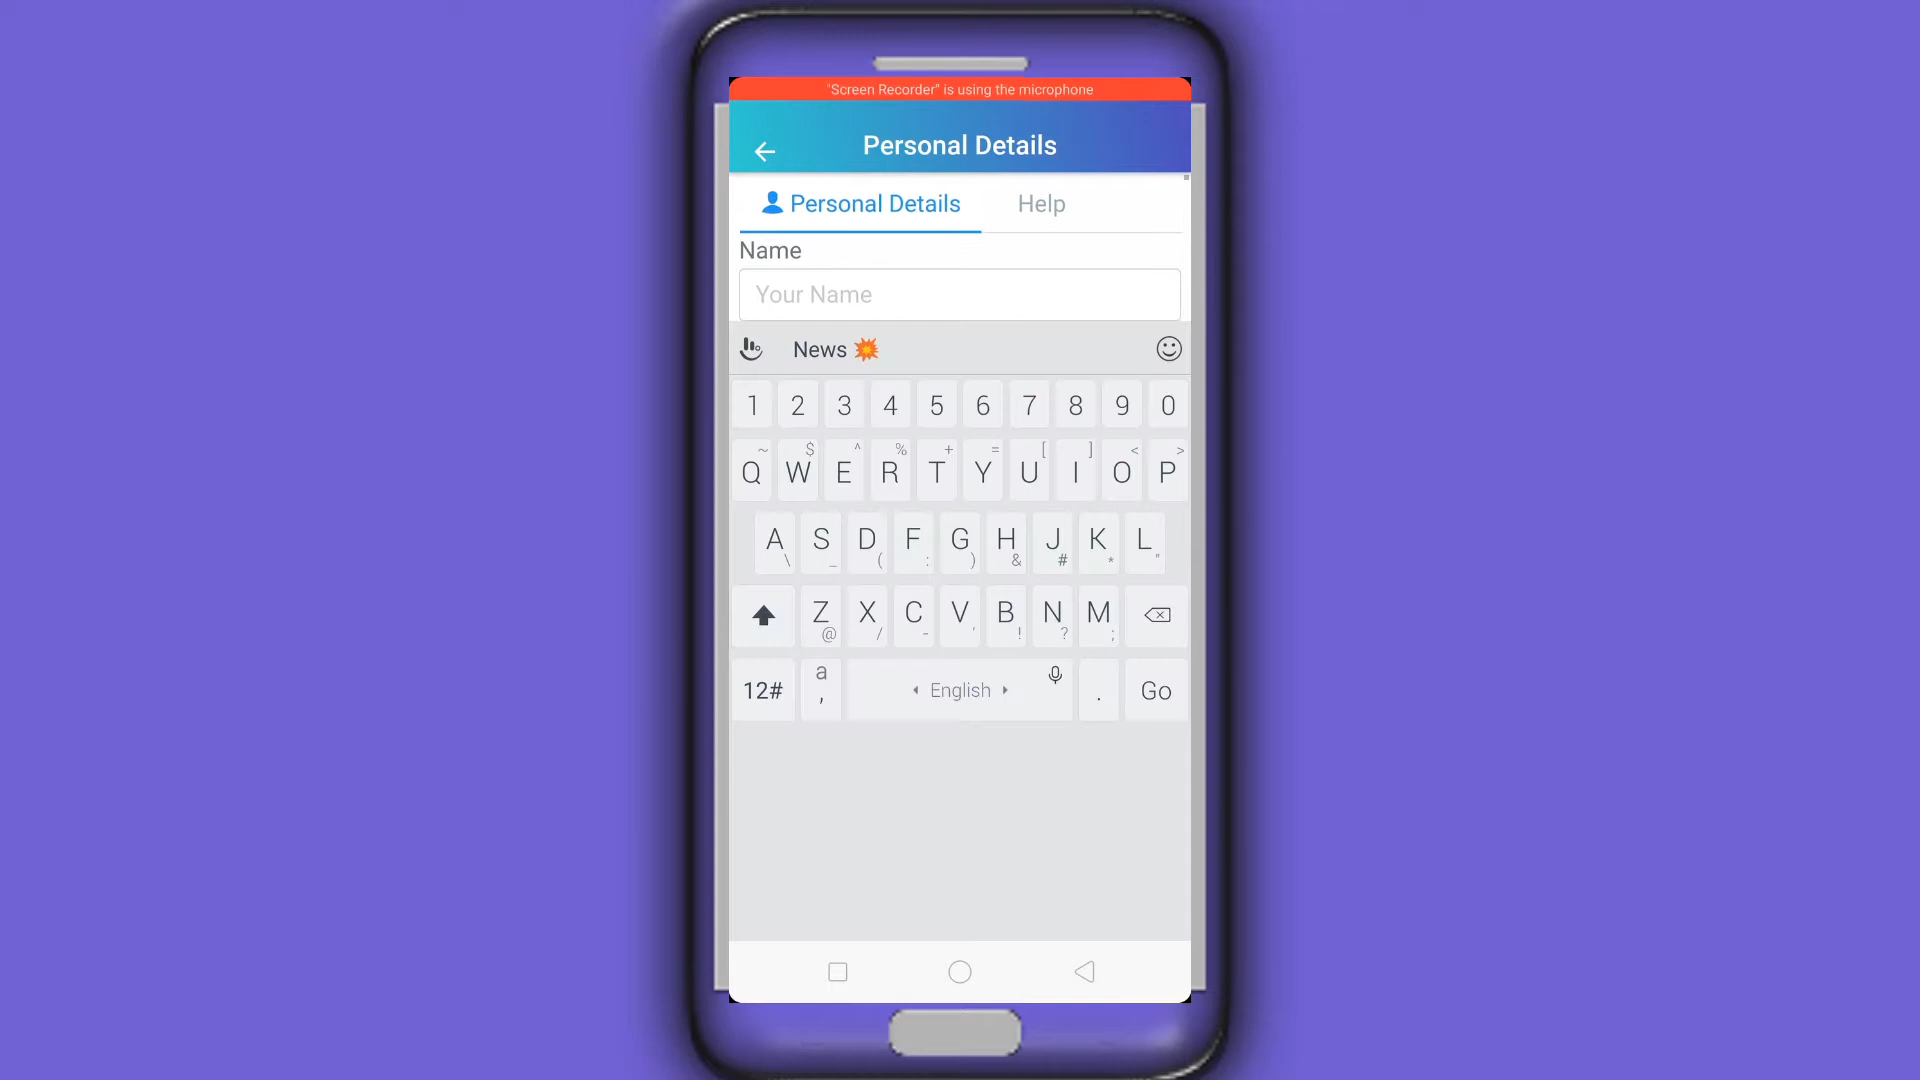 "Screen Recorder" is using the microphone
Personal Details
Personal Details Help
Name
Your Name
News 💥
1 2 3 4 5 6 7 8 9 0
~ $ ^ % + = [ ] < >
Q W E R T Y U I O P
A S D F G H J K L
\ _ ( : ) & # * "
Z X C V B N M
@ / - ' ! ? ;
12# a , English . Go